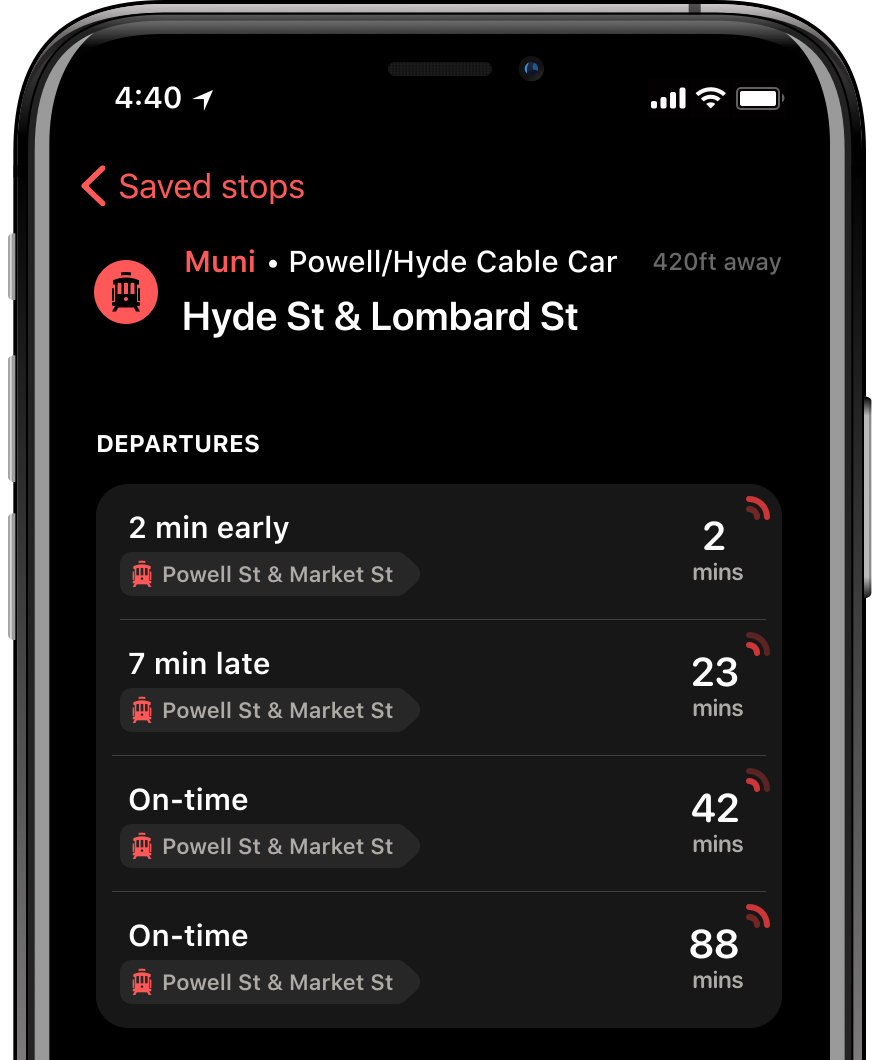 4:40
Saved stops
Muni • Powell/Hyde Cable Car 420ft away
Hyde St & Lombard St
DEPARTURES
2 min early
2
Powell St & Market St
mins
7 min late
23
Powell St & Market St
mins
On-time
42
Powell St & Market St
mins
On-time
88
Powell St & Market St
mins